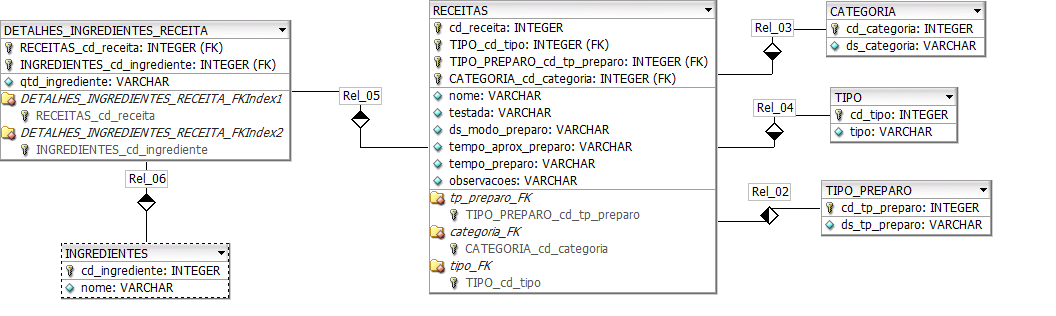 DETALHES_INGREDIENTES_RECEITA
RECEITAS_cd_receita: INTEGER (FK)
INGREDIENTES_cd_ingrediente: INTEGER (FK)
qtd_ingrediente: VARCHAR
DETALHES_INGREDIENTES_RECEITA_FKIndex1
RECEITAS_cd_receita
DETALHES_INGREDIENTES_RECEITA_FKIndex2
INGREDIENTES_cd_ingrediente
Rel_06
INGREDIENTES
cd_ingrediente: INTEGER
nome: VARCHAR
Rel_05
RECEITAS
cd_receita: INTEGER
TIPO_cd_tipo: INTEGER (FK)
TIPO_PREPARO_cd_tp_preparo: INTEGER (FK)
CATEGORIA_cd_categoria: INTEGER (FK)
nome: VARCHAR
testada: VARCHAR
ds_modo_preparo: VARCHAR
tempo_aprox_preparo: VARCHAR
tempo_preparo: VARCHAR
observacoes: VARCHAR
tp_preparo_FK
TIPO_PREPARO_cd_tp_preparo
categoria_FK
CATEGORIA_cd_categoria
tipo_FK
TIPO_cd_tipo
Rel_03
CATEGORIA
cd_categoria: INTEGER
ds_categoria: VARCHAR
Rel_04
TIPO
cd_tipo: INTEGER
tipo: VARCHAR
Rel_02
TIPO_PREPARO
cd_tp_preparo: INTEGER
ds_tp_preparo: VARCHAR